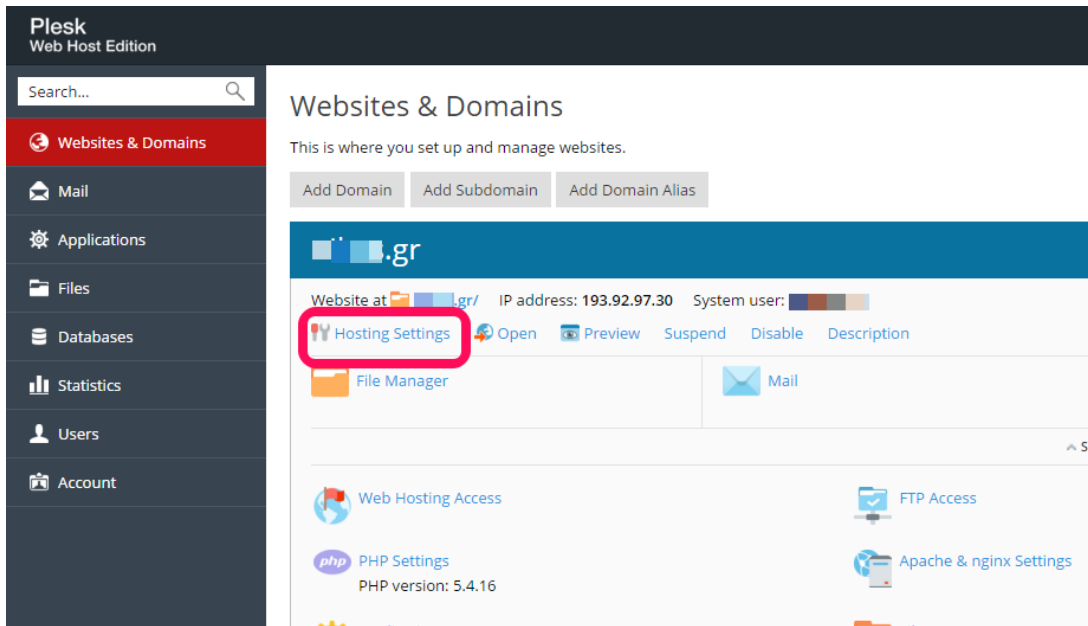 Plesk
Web Host Edition
Search...
Websites & Domains
Mail
Applications
Files
Databases
Statistics
Users
Account
Websites & Domains
This is where you set up and manage websites.
Add Domain Add Subdomain Add Domain Alias
.gr
Website at .gr/ IP address: 193.92.97.30 System user:
Hosting Settings Open Preview Suspend Disable Description
File Manager Mail
S
Web Hosting Access FTP Access
php PHP Settings Apache & nginx Settings
PHP version: 5.4.16